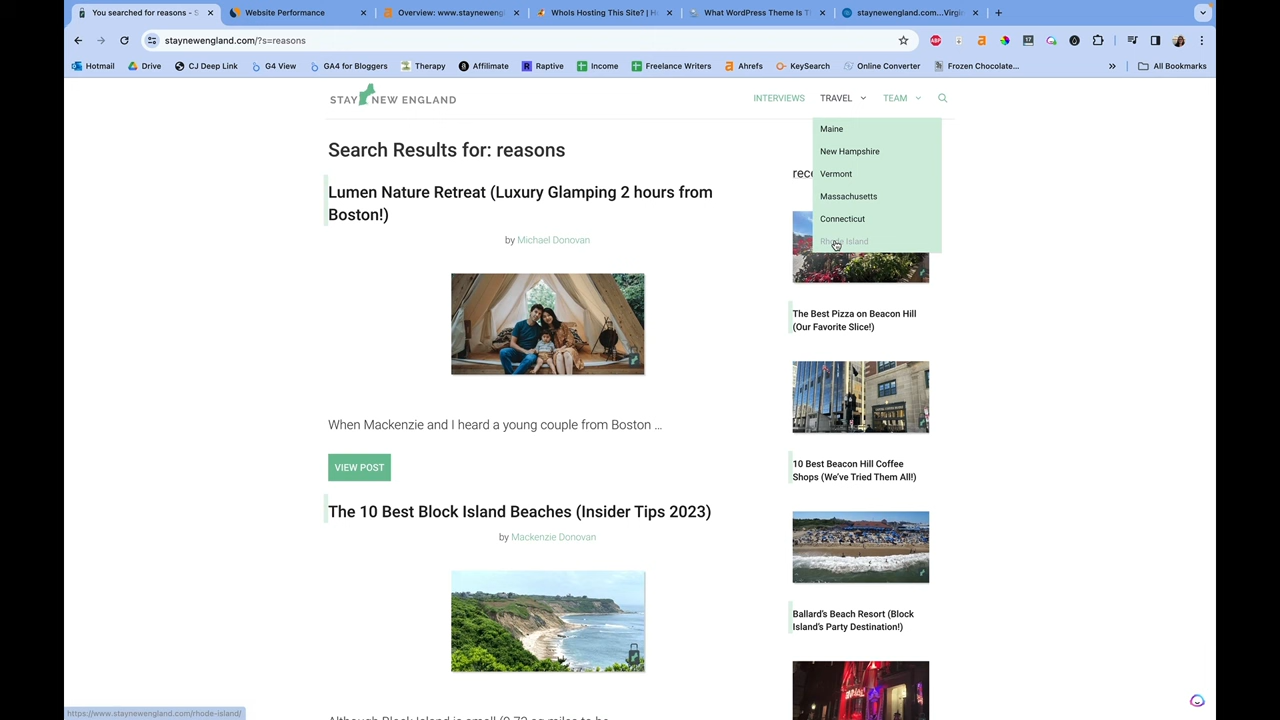 You searched for reasons - S
Website Performance
Overview: www.staynewengl
WhoIs Hosting This Site? | H
What WordPress Theme Is T
staynewengland.com...Virgin
staynewengland.com/?s=reasons
Hotmail
Drive
CJ Deep Link
G4 View
GA4 for Bloggers
Therapy
Affilimate
Raptive
Income
Freelance Writers
Ahrefs
KeySearch
Online Converter
Frozen Chocolate...
All Bookmarks
STAY NEW ENGLAND
INTERVIEWS
TRAVEL
TEAM
Maine
New Hampshire
Vermont
Massachusetts
Connecticut
Rhode Island
Search Results for: reasons
Lumen Nature Retreat (Luxury Glamping 2 hours from
Boston!)
by Michael Donovan
When Mackenzie and I heard a young couple from Boston ...
VIEW POST
The 10 Best Block Island Beaches (Insider Tips 2023)
by Mackenzie Donovan
The Best Pizza on Beacon Hill
(Our Favorite Slice!)
10 Best Beacon Hill Coffee
Shops (We've Tried Them All!)
Ballard's Beach Resort (Block
Island's Party Destination!)
https://www.staynewengland.com/rhode-island/